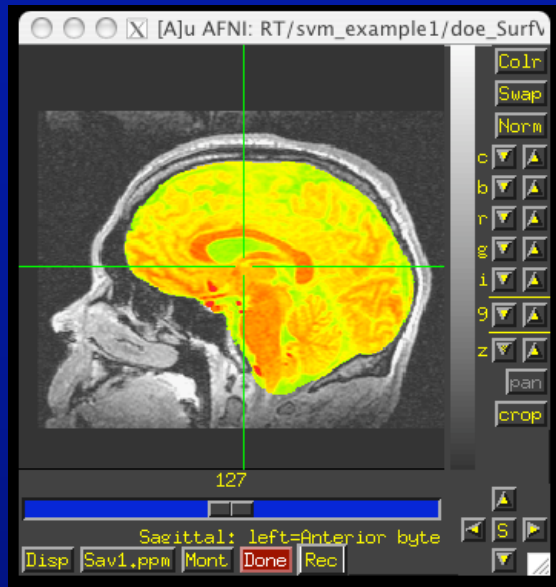 X [A]u AFNI: RT/svm_example1/doe_Surf
Colr
Swap
Norm
c
b
r
g
i
9
z
pan
crop
127
Sagittal: left=Anterior byte
S
Disp Sav1.ppm Mont Done Rec